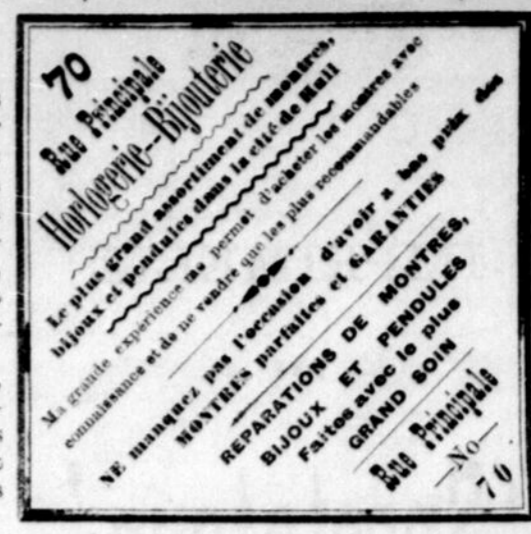 70
Rue Principale
Horlogerie--Bijouterie
Le plus grand assortiment de montres,
bijoux et pendules dans la cité de Hull
Ma grande expérience me permet d'acheter les montres avec
connaissance et de ne vendre que les plus recommandables
NE manquez pas l'occasion d'avoir a bas prix des
MONTRES parfaites et GARANTIES
REPARATIONS DE MONTRES,
BIJOUX ET PENDULES
Faites avec le plus
GRAND SOIN
Rue Principale
—No—
70